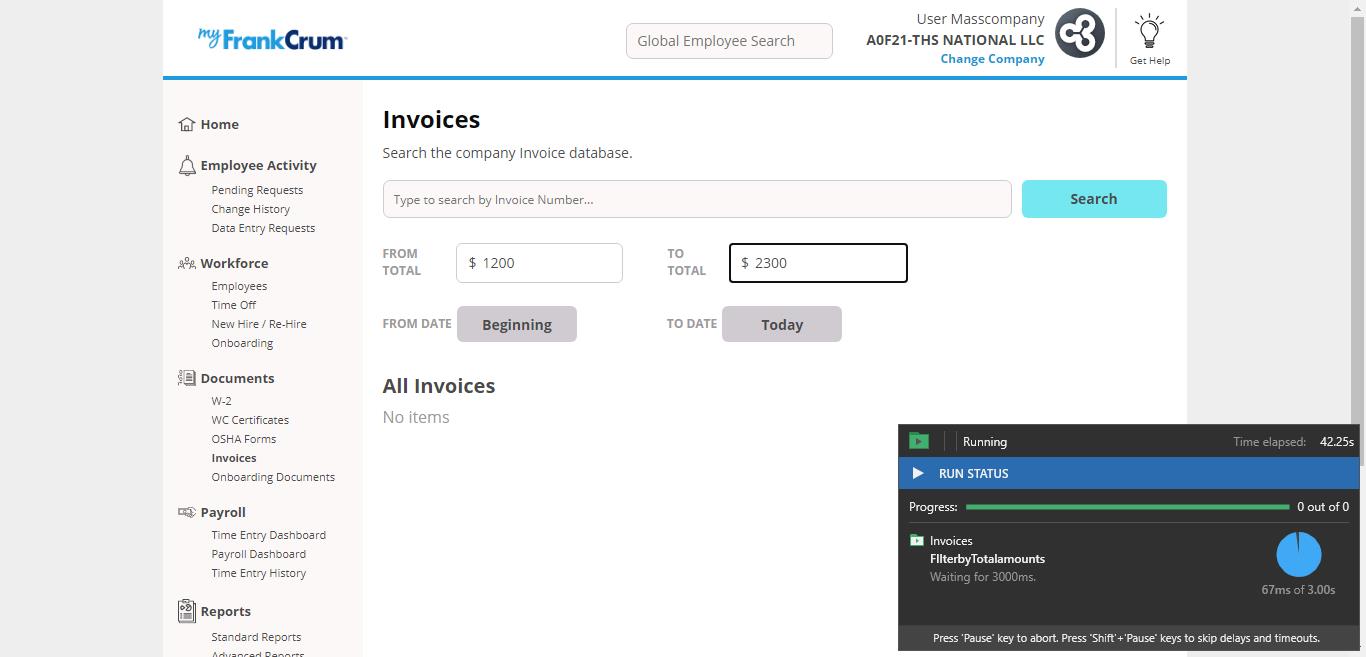 myFrankCrum
Global Employee Search
User Masscompany
A0F21-THS NATIONAL LLC
Change Company
Get Help
Home
Employee Activity
Pending Requests
Change History
Data Entry Requests
Workforce
Employees
Time Off
New Hire / Re-Hire
Onboarding
Documents
W-2
WC Certificates
OSHA Forms
Invoices
Onboarding Documents
Payroll
Time Entry Dashboard
Payroll Dashboard
Time Entry History
Reports
Standard Reports
Advanced Reports
Invoices
Search the company Invoice database.
Type to search by Invoice Number...
Search
FROM TOTAL
$ 1200
TO TOTAL
$ 2300
FROM DATE
Beginning
TO DATE
Today
All Invoices
No items
Running
Time elapsed: 42.25s
RUN STATUS
Progress: 0 out of 0
Invoices
FIlterbyTotalamounts
Waiting for 3000ms.
67ms of 3.00s
Press 'Pause' key to abort. Press 'Shift'+'Pause' keys to skip delays and timeouts.